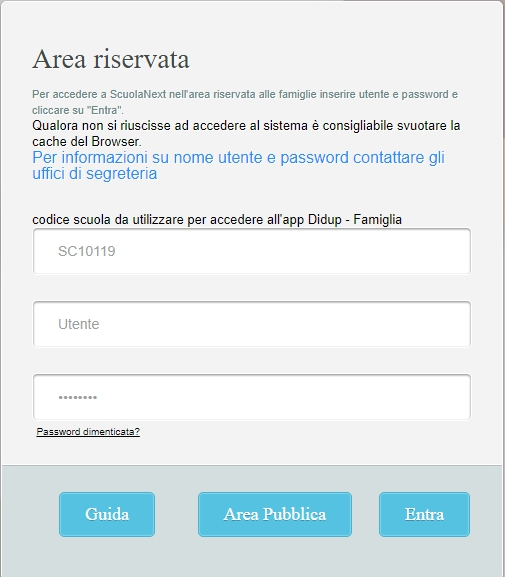 Area riservata
Per accedere a ScuolaNext nell'area riservata alle famiglie inserire utente e password e
cliccare su "Entra".
Qualora non si riuscisse ad accedere al sistema è consigliabile svuotare la
cache del Browser.
Per informazioni su nome utente e password contattare gli
uffici di segreteria
codice scuola da utilizzare per accedere all'app Didup - Famiglia
SC10119
Utente
••••••••
Password dimenticata?
Guida Area Pubblica Entra